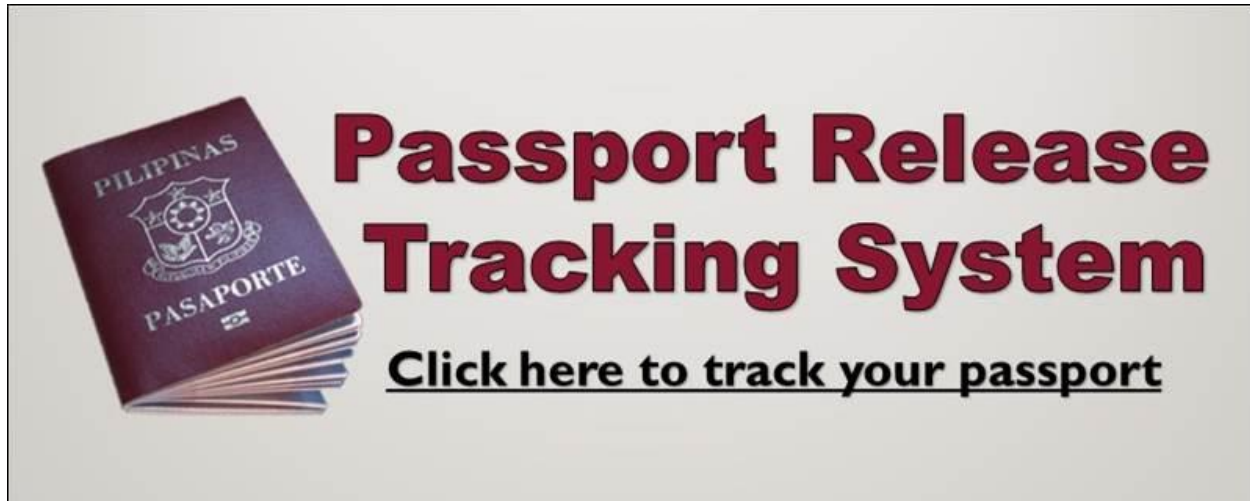 PILIPINAS
PASAPORTE
Passport Release
Tracking System
Click here to track your passport